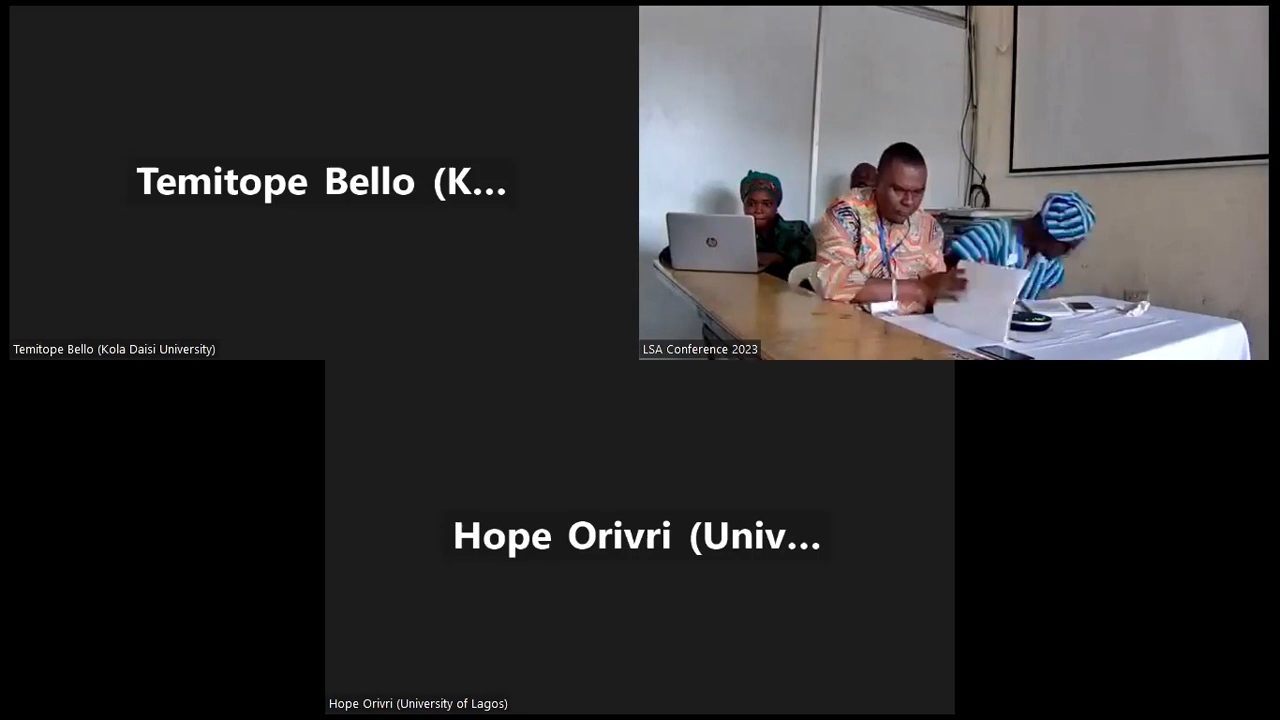 Temitope Bello (K...
Temitope Bello (Kola Daisi University)
LSA Conference 2023
Hope Orivri (Univ...
Hope Orivri (University of Lagos)